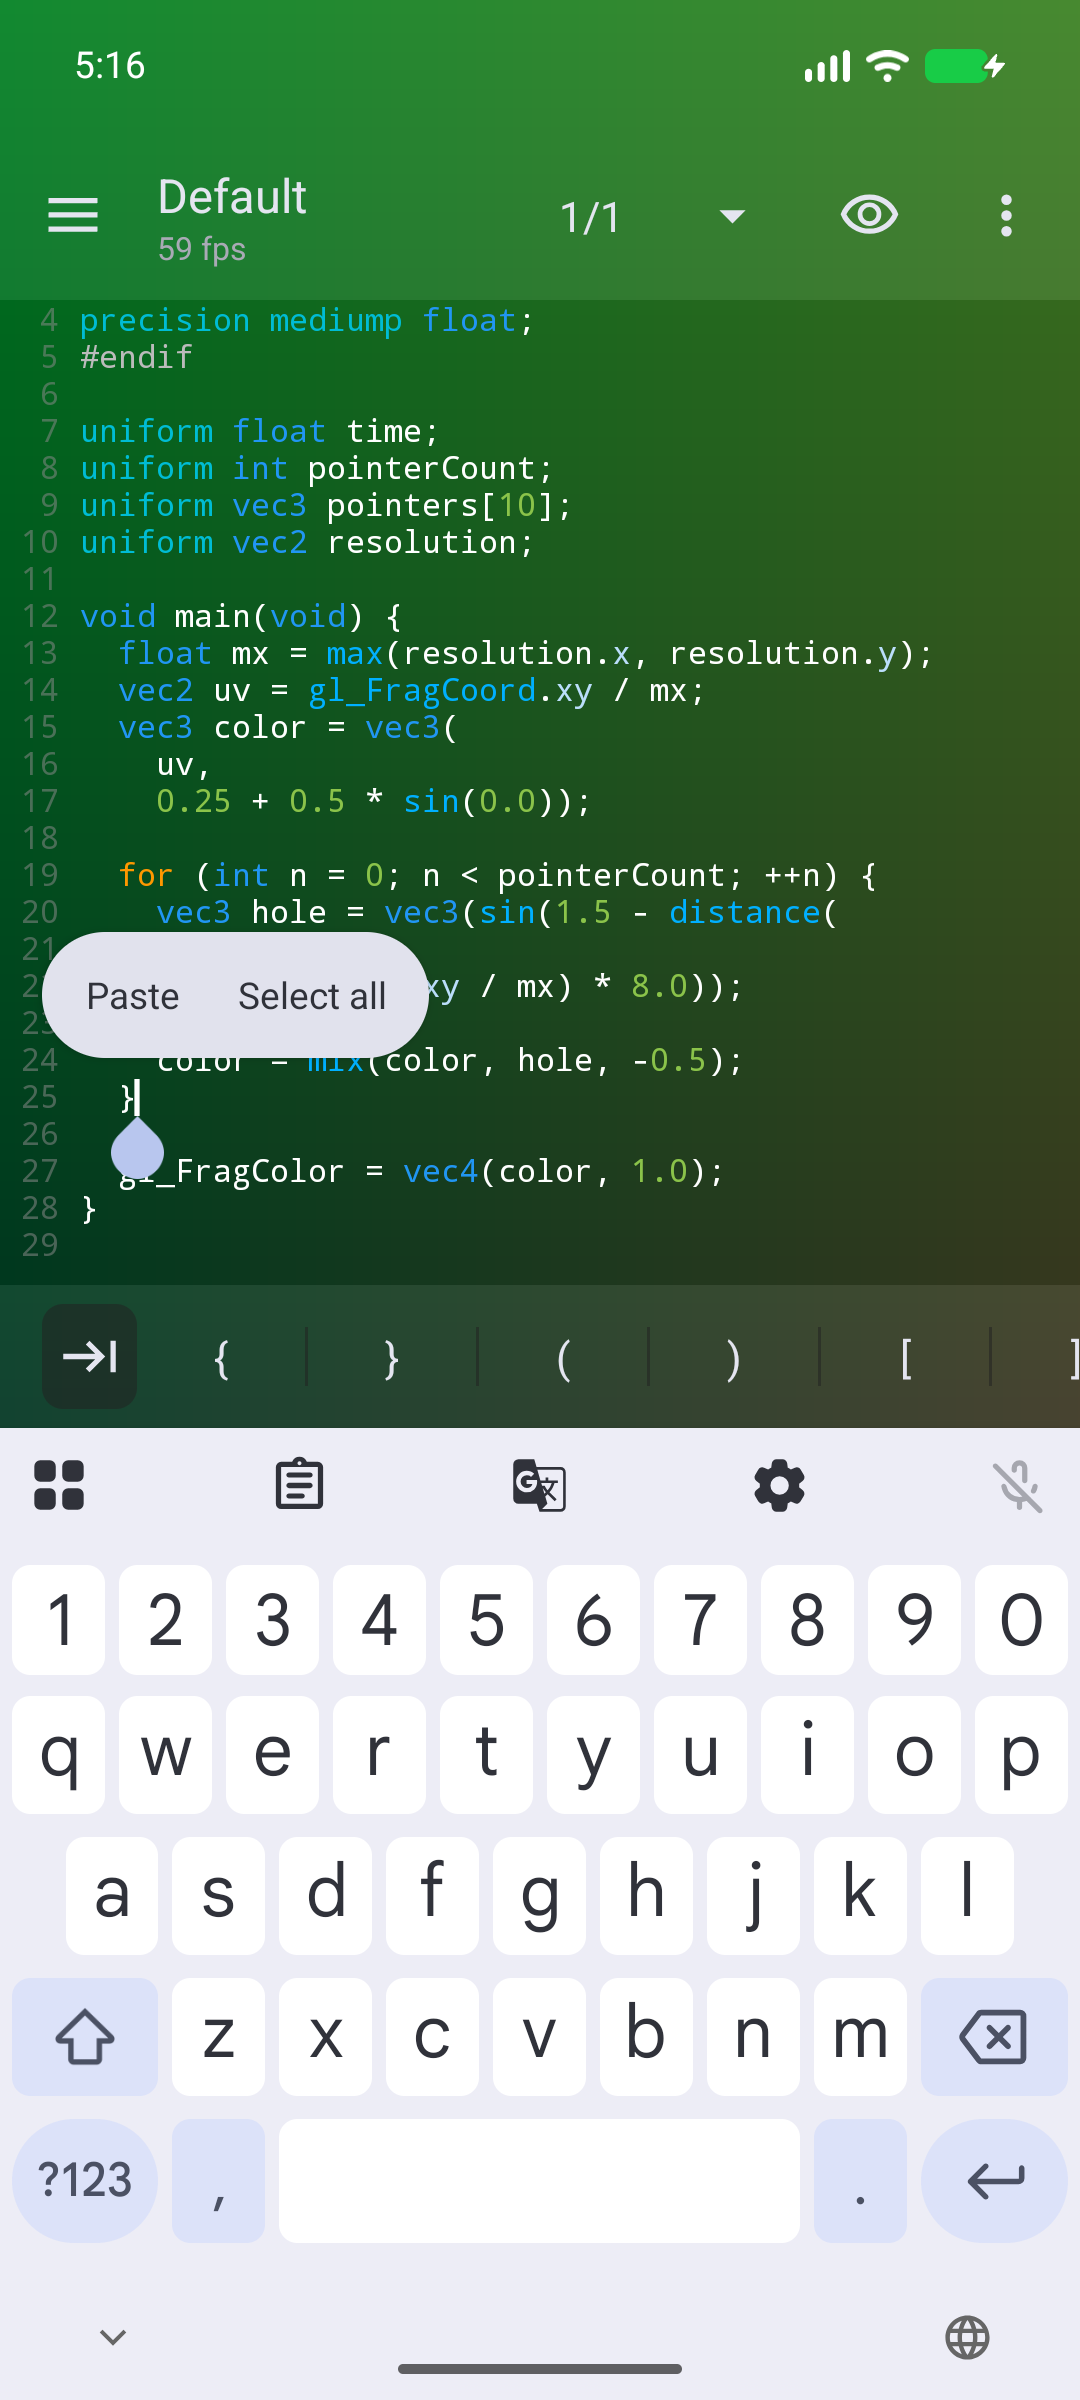 5:16
Default
59 fps
1/1
4 precision mediump float;
5 #endif
6
7 uniform float time;
8 uniform int pointerCount;
9 uniform vec3 pointers[10];
10 uniform vec2 resolution;
11
12 void main(void) {
13 float mx = max(resolution.x, resolution.y);
14 vec2 uv = gl_FragCoord.xy / mx;
15 vec3 color = vec3(
16 uv,
17 0.25 + 0.5 * sin(0.0));
18
19 for (int n = 0; n < pointerCount; ++n) {
20 vec3 hole = vec3(sin(1.5 - distance(
21
Paste Select all
xy / mx) * 8.0));
24 color = mix(color, hole, -0.5);
25 }
26
27 gl_FragColor = vec4(color, 1.0);
28 }
29
{ } ( ) [ ]
1 2 3 4 5 6 7 8 9 0
q w e r t y u i o p
a s d f g h j k l
z x c v b n m
?123 , .